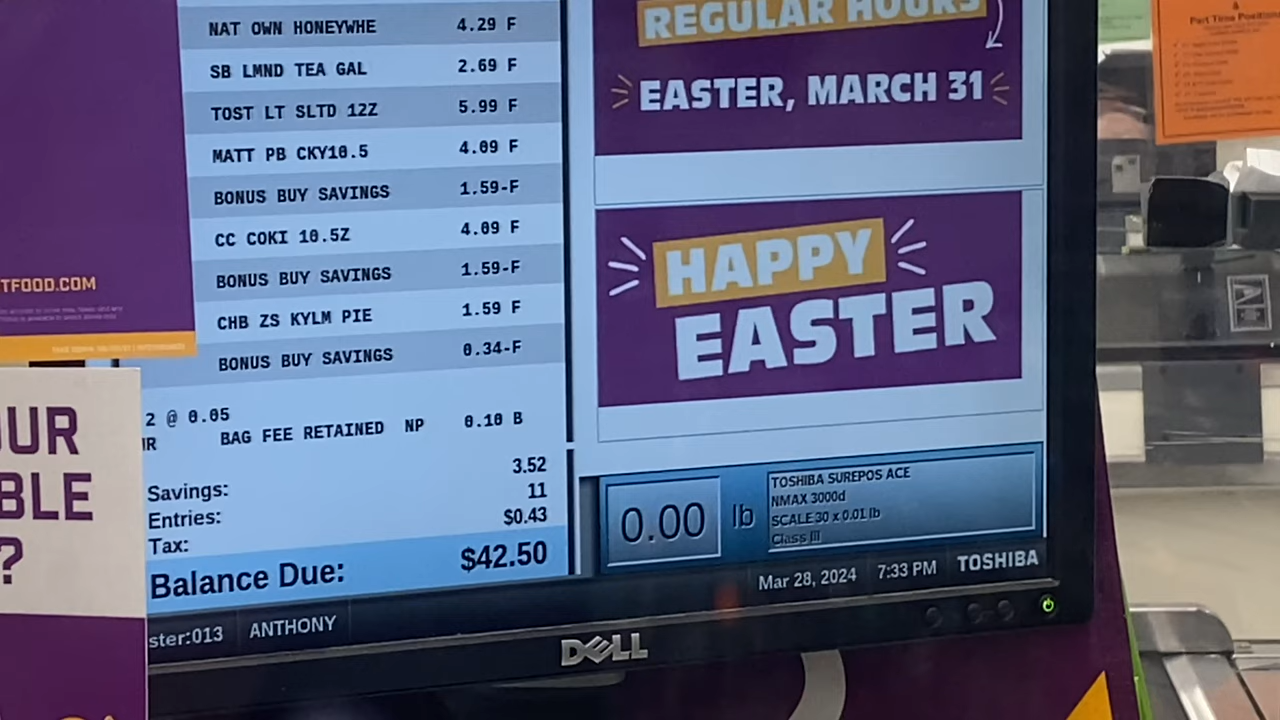 NAT OWN HONEYWHE 4.29 F
SB LMND TEA GAL 2.69 F
TOST LT SLTD 12Z 5.99 F
MATT PB CKY10.5 4.09 F
BONUS BUY SAVINGS 1.59-F
CC COKI 10.5Z 4.09 F
BONUS BUY SAVINGS 1.59-F
CHB ZS KYLM PIE 1.59 F
BONUS BUY SAVINGS 0.34-F
2 @ 0.05
BAG FEE RETAINED NP 0.10 B
Savings: 3.52
Entries: 11
Tax: $0.43
Balance Due: $42.50
ster:013 ANTHONY
REGULAR HOURS
EASTER, MARCH 31
HAPPY
EASTER
0.00 lb
TOSHIBA SUREPOS ACE
NMAX 3000d
SCALE 30 x 0.01 lb
Class III
Mar 28, 2024 7:33 PM TOSHIBA
DELL
TFOOD.COM
OUR
BLE
?
&
Part Time Positions